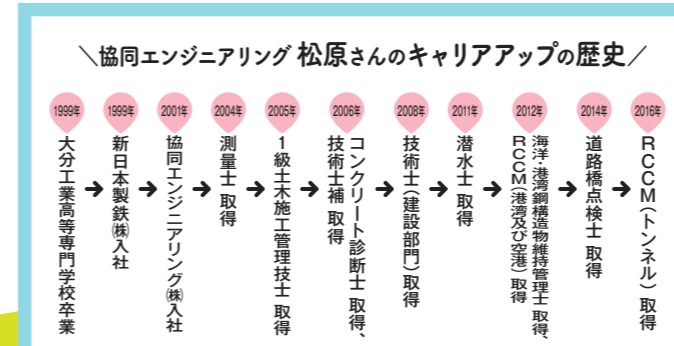 ＼協同エンジニアリング 松原さんのキャリアアップの歴史／
1999年
大分工業高等専門学校卒業
1999年
新日本製鉄㈱入社
2001年
協同エンジニアリング㈱入社
2004年
測量士 取得
2005年
1級土木施工管理技士 取得
2006年
コンクリート診断士 取得、
技術士補 取得
2008年
技術士(建設部門)取得
2011年
潜水士 取得
2012年
海洋・港湾鋼構造物維持管理士 取得、
RCCM(港湾及び空港) 取得
2014年
道路橋点検士 取得
2016年
RCCM(トンネル) 取得